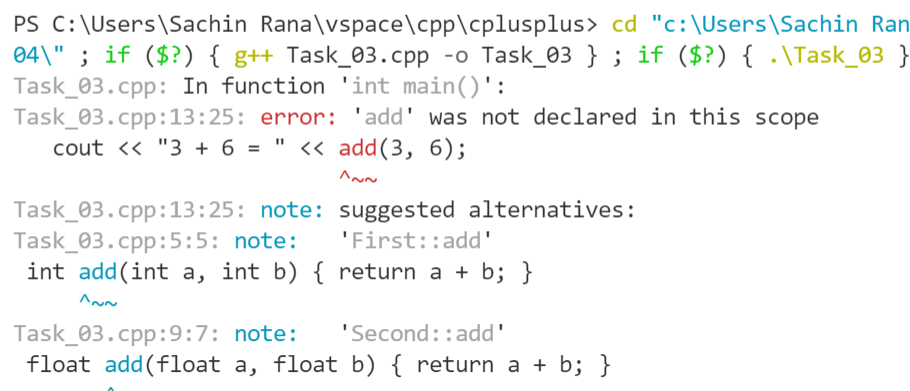 PS C:\Users\Sachin Rana\vspace\cpp\cplusplus> cd "c:\Users\Sachin Ran
04\" ; if ($?) { g++ Task_03.cpp -o Task_03 } ; if ($?) { .\Task_03 }
Task_03.cpp: In function 'int main()':
Task_03.cpp:13:25: error: 'add' was not declared in this scope
   cout << "3 + 6 = " << add(3, 6);
                         ^~~
Task_03.cpp:13:25: note: suggested alternatives:
Task_03.cpp:5:5: note:   'First::add'
 int add(int a, int b) { return a + b; }
     ^~~
Task_03.cpp:9:7: note:   'Second::add'
 float add(float a, float b) { return a + b; }
       ^